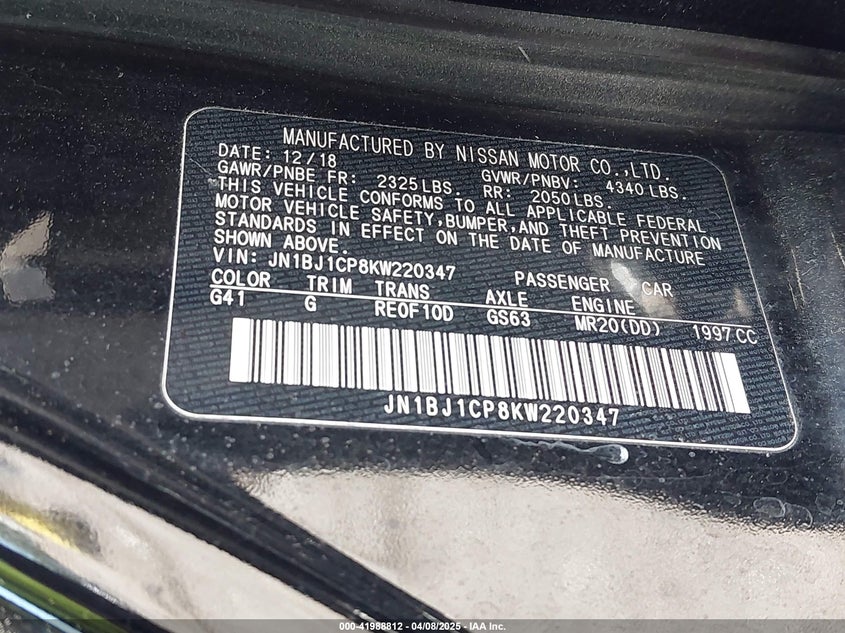 MANUFACTURED BY NISSAN MOTOR CO.,LTD.
DATE: 12/18 GVWR/PNBV: 4340 LBS.
GAWR/PNBE FR: 2325 LBS. RR: 2050 LBS.
THIS VEHICLE CONFORMS TO ALL APPLICABLE FEDERAL
MOTOR VEHICLE SAFETY,BUMPER,AND THEFT PREVENTION
STANDARDS IN EFFECT ON THE DATE OF MANUFACTURE
SHOWN ABOVE.
VIN: JN1BJ1CP8KW220347 PASSENGER CAR
COLOR TRIM TRANS AXLE ENGINE
G41 G RE0F10D GS63 MR20(DD) 1997CC
JN1BJ1CP8KW220347
000-41988812 - 04/08/2025 - IAA Inc.